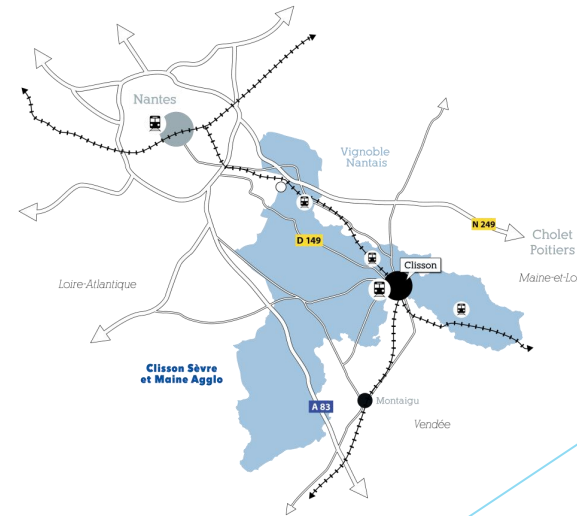 Nantes
Vignoble
Nantais
N 249
D 149
Cholet
Poitiers
Clisson
Loire-Atlantique
Maine-et-Lo
Clisson Sèvre
et Maine Agglo
A 83
Montaigu
Vendée